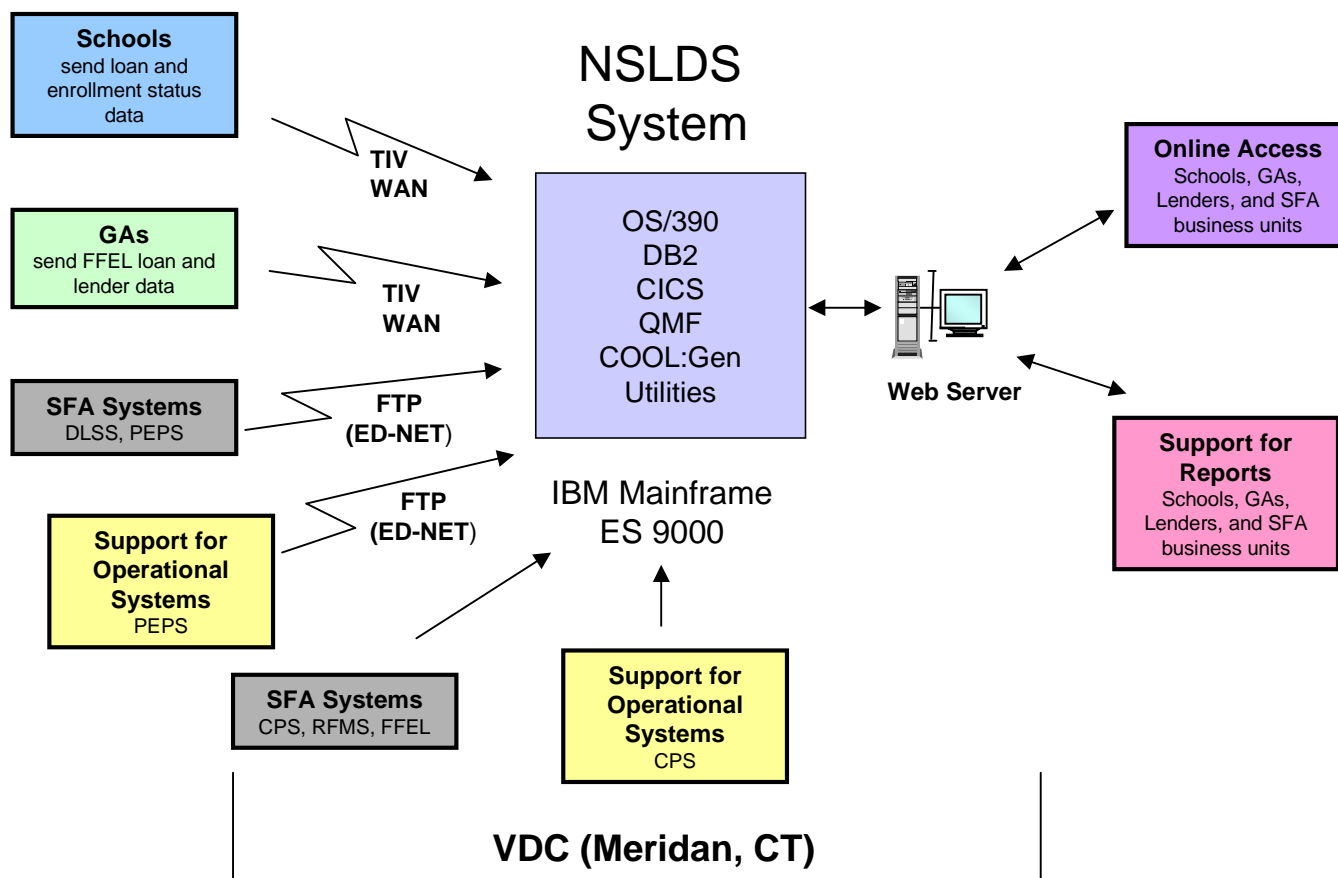 Schools
send loan and
enrollment status
data
NSLDS
System
TIV
WAN
GAs
send FFEL loan and
lender data
TIV
WAN
OS/390
DB2
CICS
QMF
COOL:Gen
Utilities
Online Access
Schools, GAs,
Lenders, and SFA
business units
Web Server
SFA Systems
DLSS, PEPS
FTP
(ED-NET)
Support for
Reports
Schools, GAs,
Lenders, and SFA
business units
IBM Mainframe
ES 9000
FTP
(ED-NET)
Support for
Operational
Systems
PEPS
SFA Systems
CPS, RFMS, FFEL
Support for
Operational
Systems
CPS
VDC (Meridan, CT)